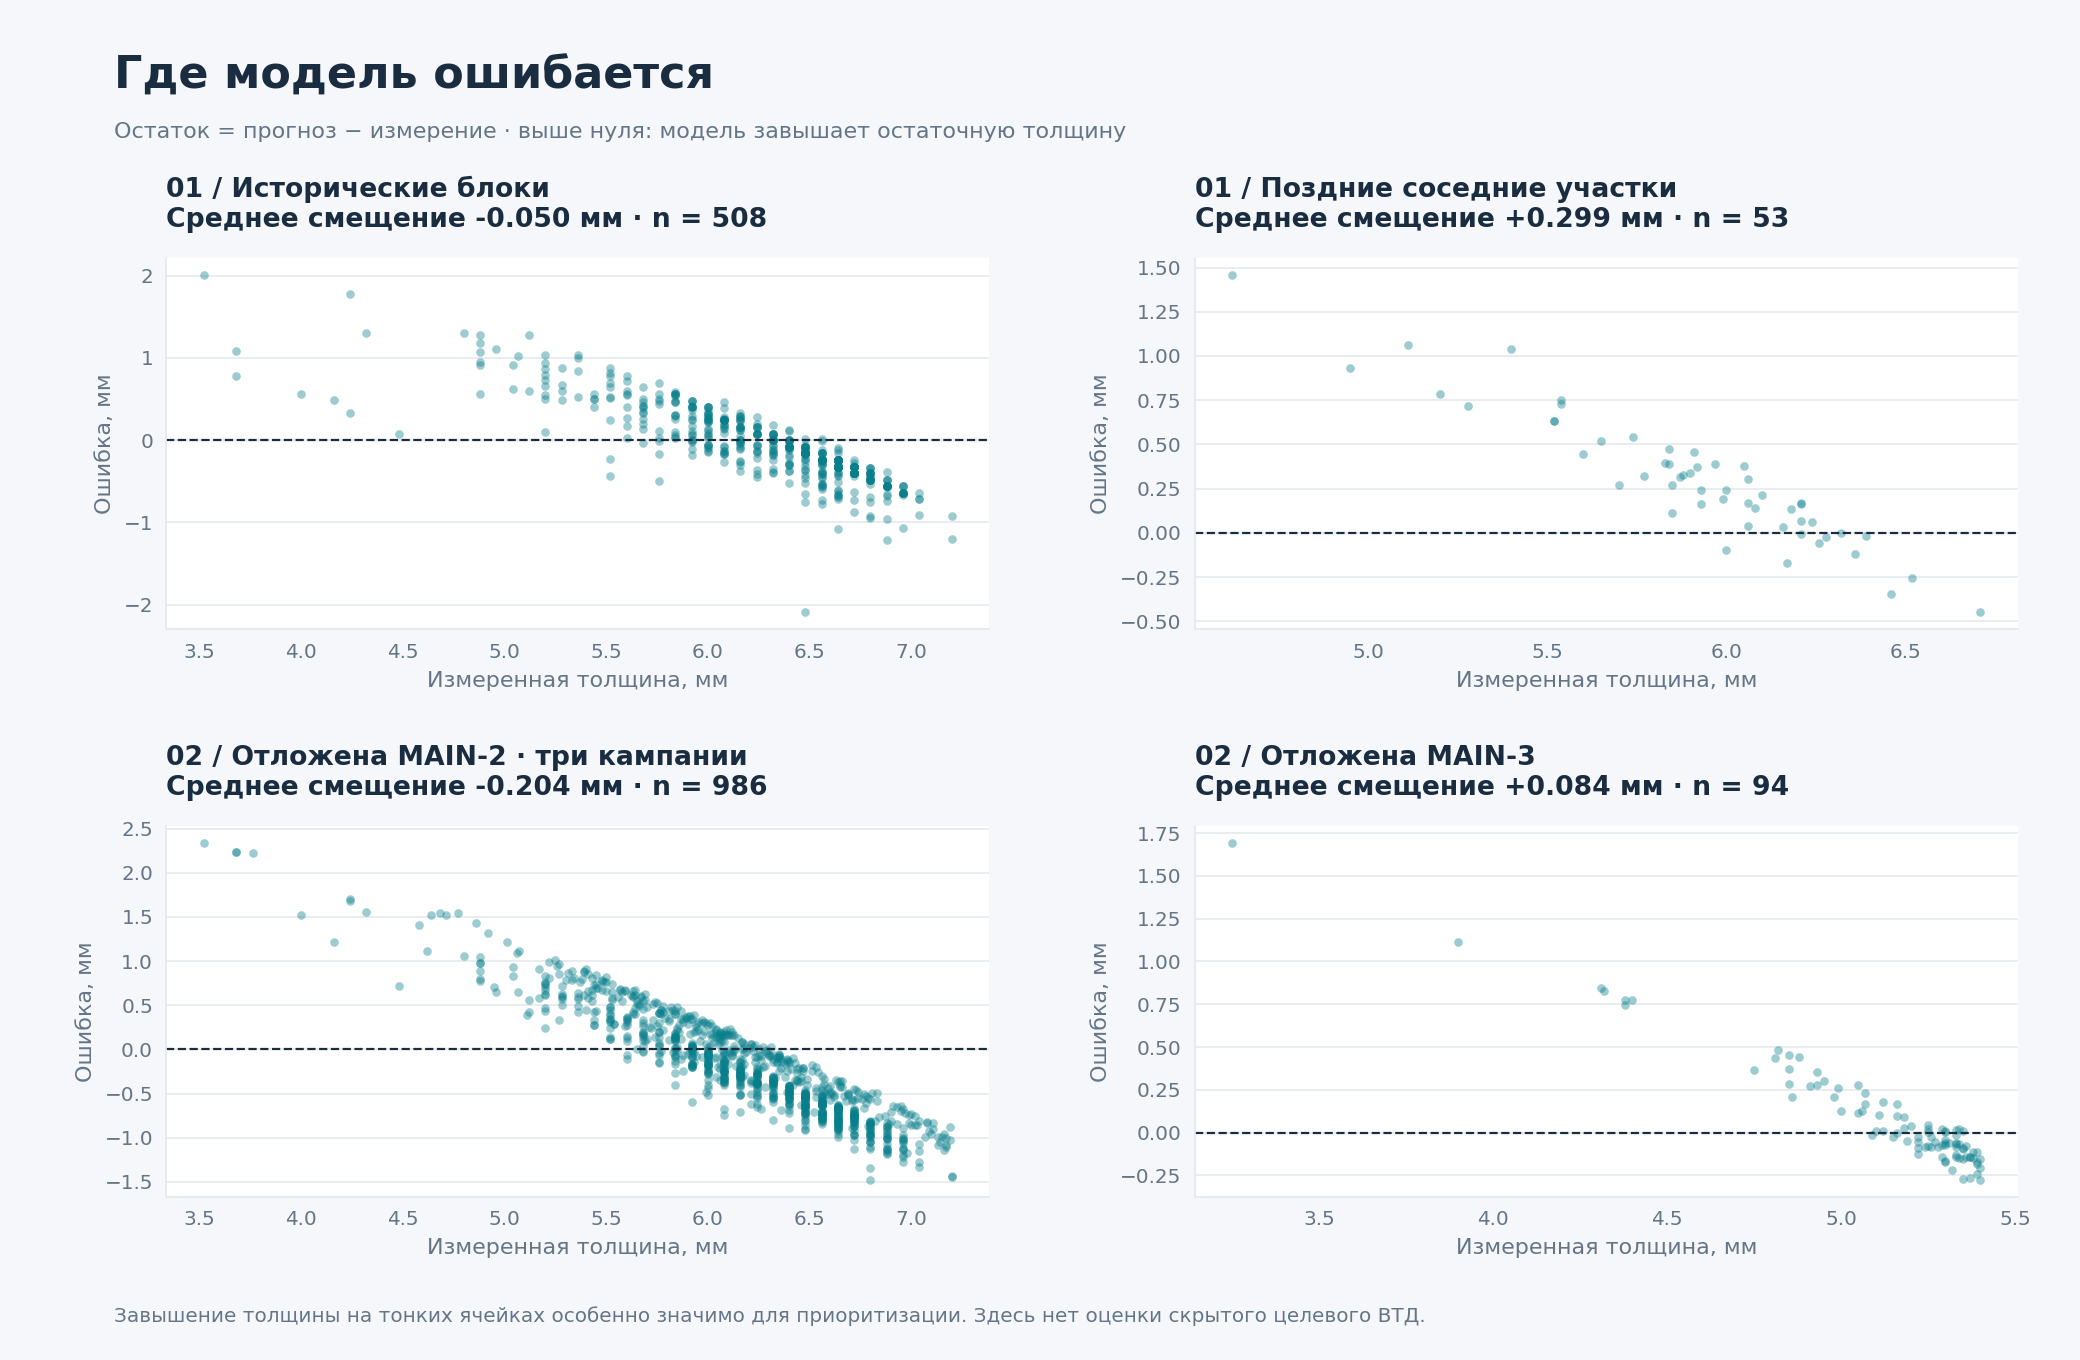 Где модель ошибается
Остаток = прогноз − измерение · выше нуля: модель завышает остаточную толщину
01 / Исторические блоки
Среднее смещение -0.050 мм · n = 508
Ошибка, мм
2
1
0
−1
−2
3.5 4.0 4.5 5.0 5.5 6.0 6.5 7.0
Измеренная толщина, мм
01 / Поздние соседние участки
Среднее смещение +0.299 мм · n = 53
Ошибка, мм
1.50
1.25
1.00
0.75
0.50
0.25
0.00
−0.25
−0.50
5.0 5.5 6.0 6.5
Измеренная толщина, мм
02 / Отложена MAIN-2 · три кампании
Среднее смещение -0.204 мм · n = 986
Ошибка, мм
2.5
2.0
1.5
1.0
0.5
0.0
−0.5
−1.0
−1.5
3.5 4.0 4.5 5.0 5.5 6.0 6.5 7.0
Измеренная толщина, мм
02 / Отложена MAIN-3
Среднее смещение +0.084 мм · n = 94
Ошибка, мм
1.75
1.50
1.25
1.00
0.75
0.50
0.25
0.00
−0.25
3.5 4.0 4.5 5.0 5.5
Измеренная толщина, мм
Завышение толщины на тонких ячейках особенно значимо для приоритизации. Здесь нет оценки скрытого целевого ВТД.